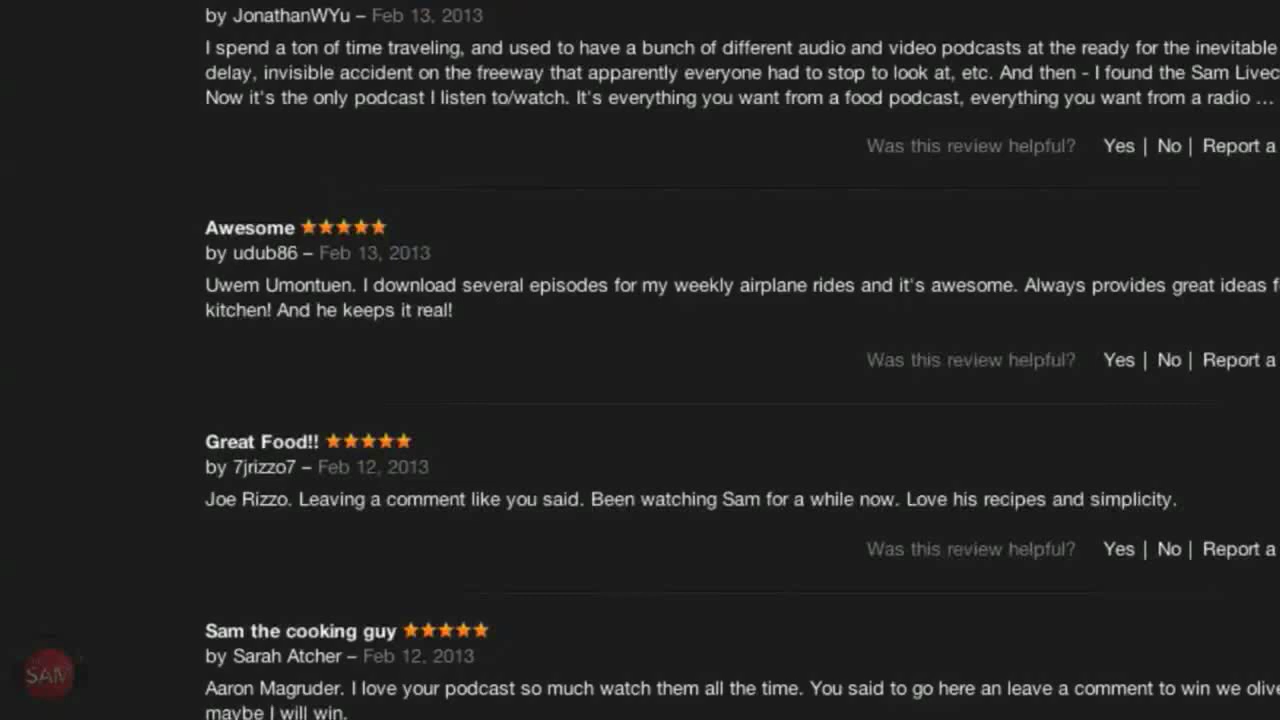 by JonathanWYu – Feb 13, 2013
I spend a ton of time traveling, and used to have a bunch of different audio and video podcasts at the ready for the inevitable
delay, invisible accident on the freeway that apparently everyone had to stop to look at, etc. And then - I found the Sam Livec
Now it's the only podcast I listen to/watch. It's everything you want from a food podcast, everything you want from a radio ...
Was this review helpful? Yes | No | Report a
Awesome ★★★★★
by udub86 – Feb 13, 2013
Uwem Umontuen. I download several episodes for my weekly airplane rides and it's awesome. Always provides great ideas f
kitchen! And he keeps it real!
Was this review helpful? Yes | No | Report a
Great Food!! ★★★★★
by 7jrizzo7 – Feb 12, 2013
Joe Rizzo. Leaving a comment like you said. Been watching Sam for a while now. Love his recipes and simplicity.
Was this review helpful? Yes | No | Report a
Sam the cooking guy ★★★★★
by Sarah Atcher – Feb 12, 2013
Aaron Magruder. I love your podcast so much watch them all the time. You said to go here an leave a comment to win we olive
maybe I will win.
SAM